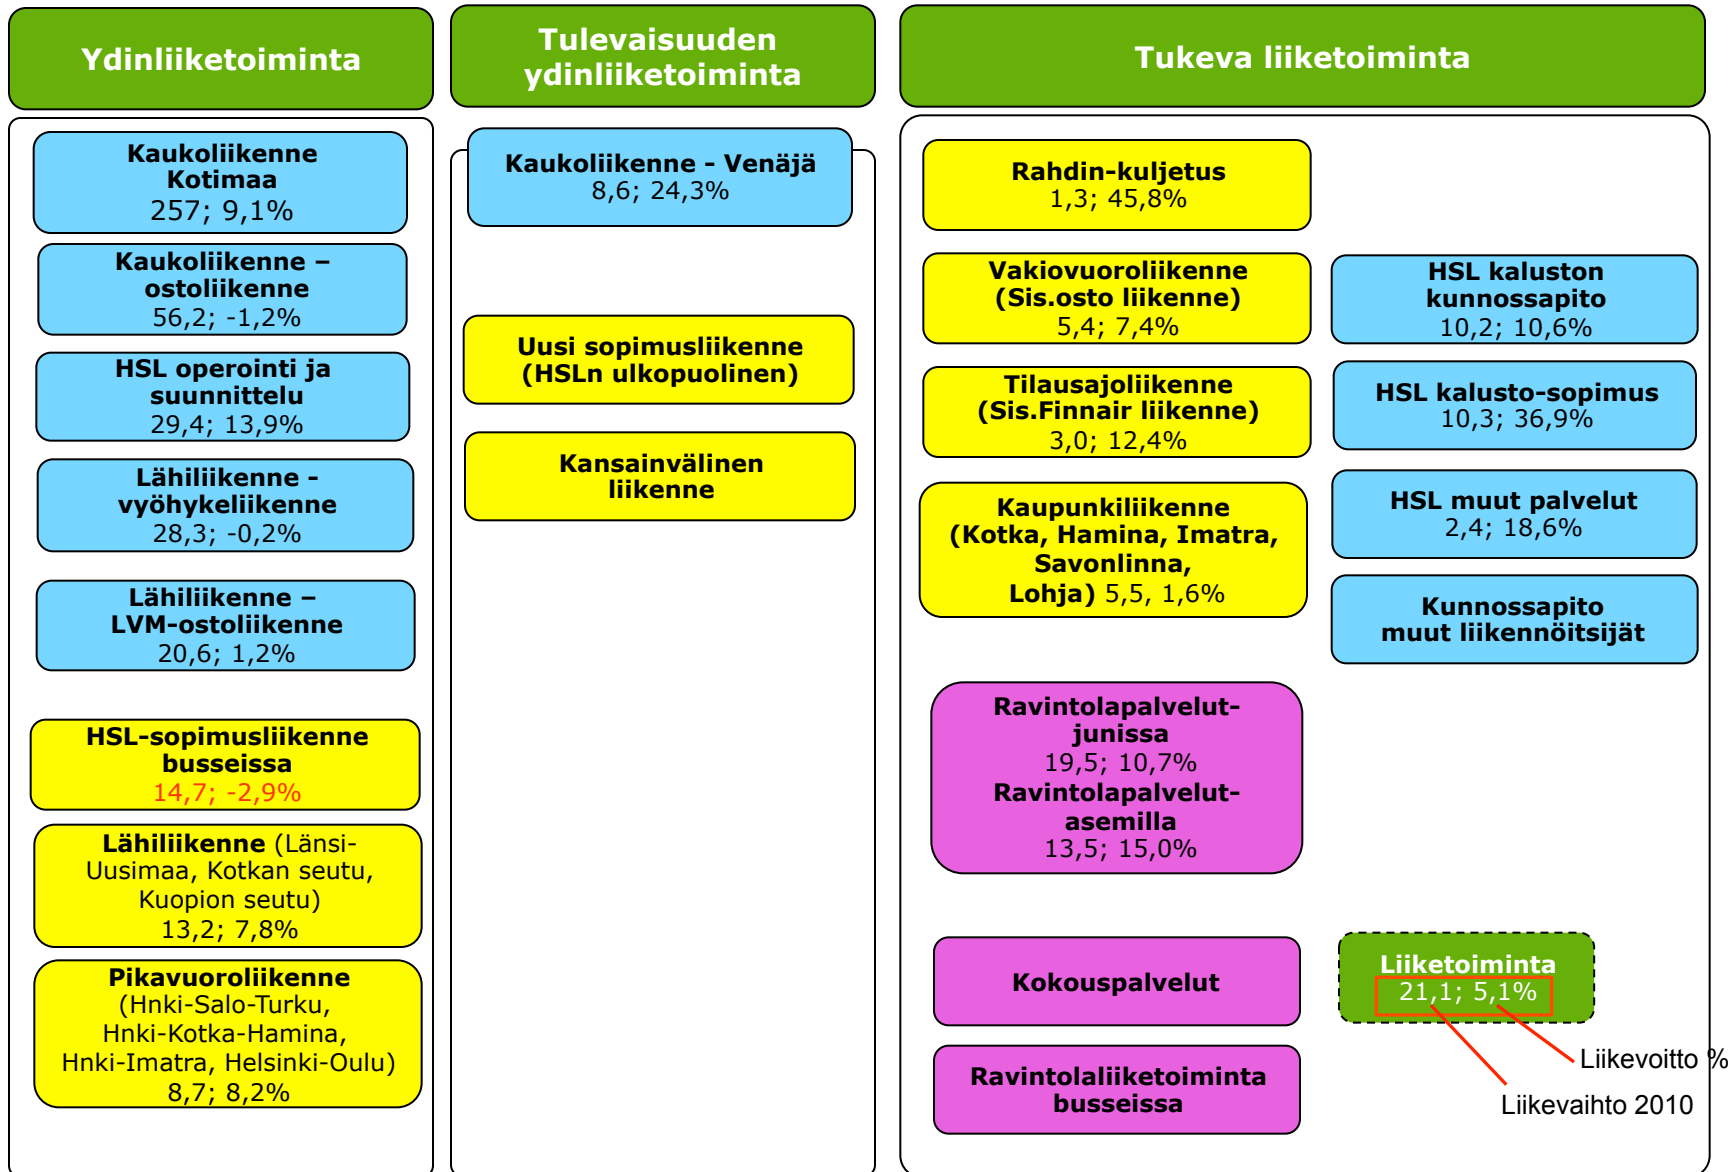 Ydinliiketoiminta
Kaukoliikenne
Kotimaa
257; 9,1%
Kaukoliikenne –
ostoliikenne
56,2; -1,2%
HSL operointi ja
suunnittelu
29,4; 13,9%
Lähiliikenne -
vyöhykeliikenne
28,3; -0,2%
Lähiliikenne –
LVM-ostoliikenne
20,6; 1,2%
HSL-sopimusliikenne
busseissa
14,7; -2,9%
Lähiliikenne (Länsi-
Uusimaa, Kotkan seutu,
Kuopion seutu)
13,2; 7,8%
Pikavuoroliikenne
(Hnki-Salo-Turku,
Hnki-Kotka-Hamina,
Hnki-Imatra, Helsinki-Oulu)
8,7; 8,2%
Tulevaisuuden
ydinliiketoiminta
Kaukoliikenne - Venäjä
8,6; 24,3%
Uusi sopimusliikenne
(HSLn ulkopuolinen)
Kansainvälinen
liikenne
Tukeva liiketoiminta
Rahdin-kuljetus
1,3; 45,8%
Vakiovuoroliikenne
(Sis.osto liikenne)
5,4; 7,4%
Tilausajoliikenne
(Sis.Finnair liikenne)
3,0; 12,4%
Kaupunkiliikenne
(Kotka, Hamina, Imatra,
Savonlinna,
Lohja) 5,5, 1,6%
Ravintolapalvelut-
junissa
19,5; 10,7%
Ravintolapalvelut-
asemilla
13,5; 15,0%
Kokouspalvelut
Ravintolaliiketoiminta
busseissa
HSL kaluston
kunnossapito
10,2; 10,6%
HSL kalusto-sopimus
10,3; 36,9%
HSL muut palvelut
2,4; 18,6%
Kunnossapito
muut liikennöitsijät
Liiketoiminta
21,1; 5,1%
Liikevoitto %
Liikevaihto 2010